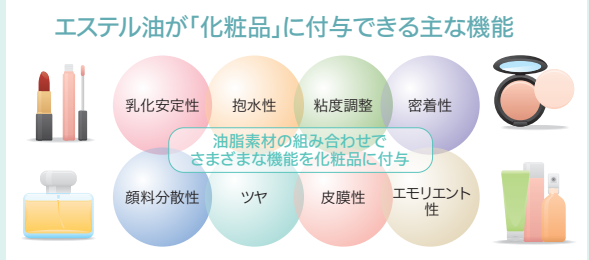 エステル油が「化粧品」に付与できる主な機能
乳化安定性
抱水性
粘度調整
密着性
油脂素材の組み合わせで
さまざまな機能を化粧品に付与
顔料分散性
ツヤ
皮膜性
エモリエント
性